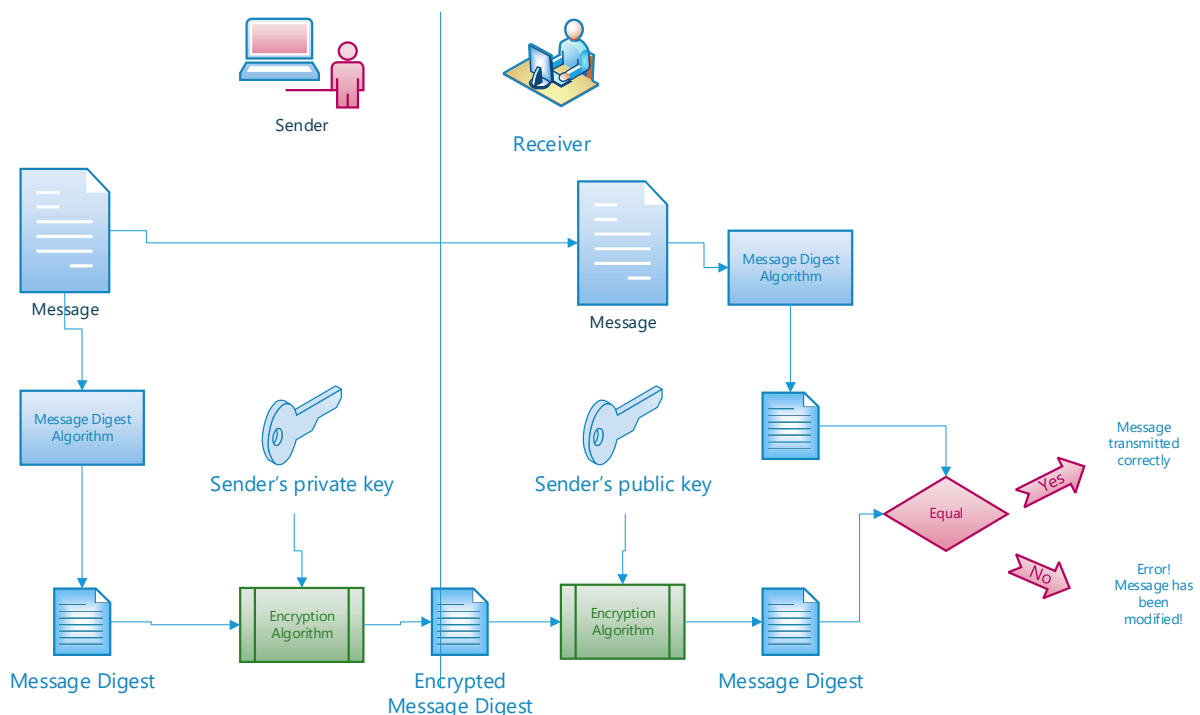 Sender
Receiver
Message
Message
Message Digest
Algorithm
Message Digest
Algorithm
Sender's private key
Sender's public key
Message
transmitted
correctly
Yes
Equal
No
Error!
Message has
been
modified!
Encryption
Algorithm
Encryption
Algorithm
Message Digest
Encrypted
Message Digest
Message Digest